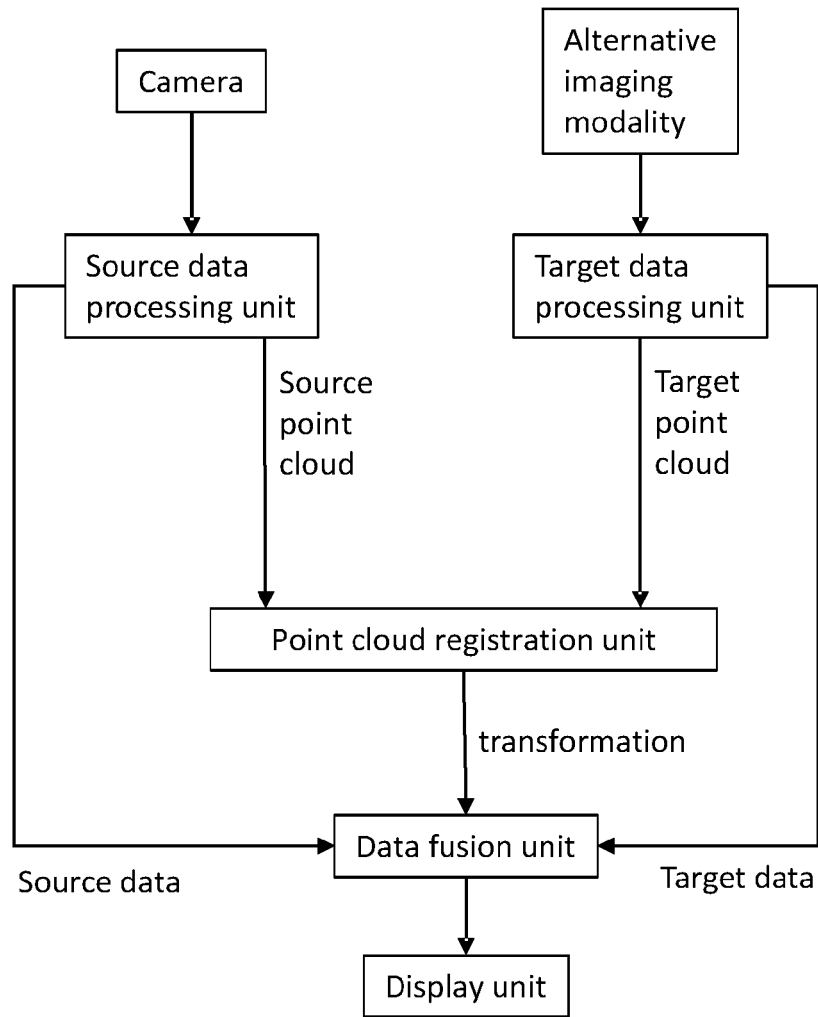 Camera
Alternative
imaging
modality
Source data
processing unit
Target data
processing unit
Source
point
cloud
Target
point
cloud
Point cloud registration unit
transformation
Data fusion unit
Source data
Target data
Display unit